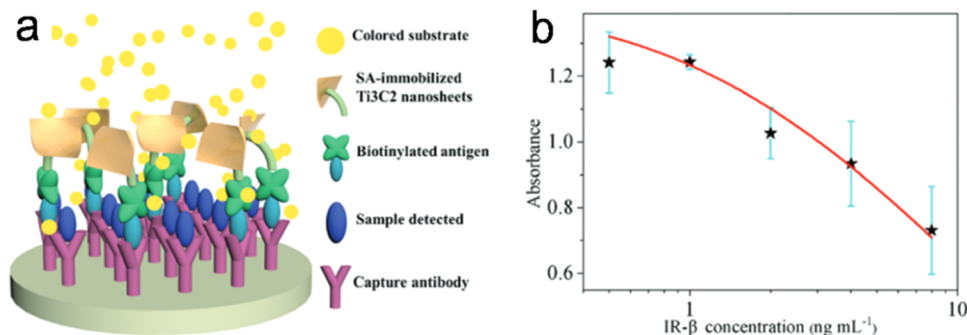 a
Colored substrate
SA-immobilized
Ti3C2 nanosheets
Biotinylated antigen
Sample detected
Capture antibody
b
Absorbance
1.2
1.0
0.8
0.6
1
10
IR-β concentration (ng mL⁻¹)